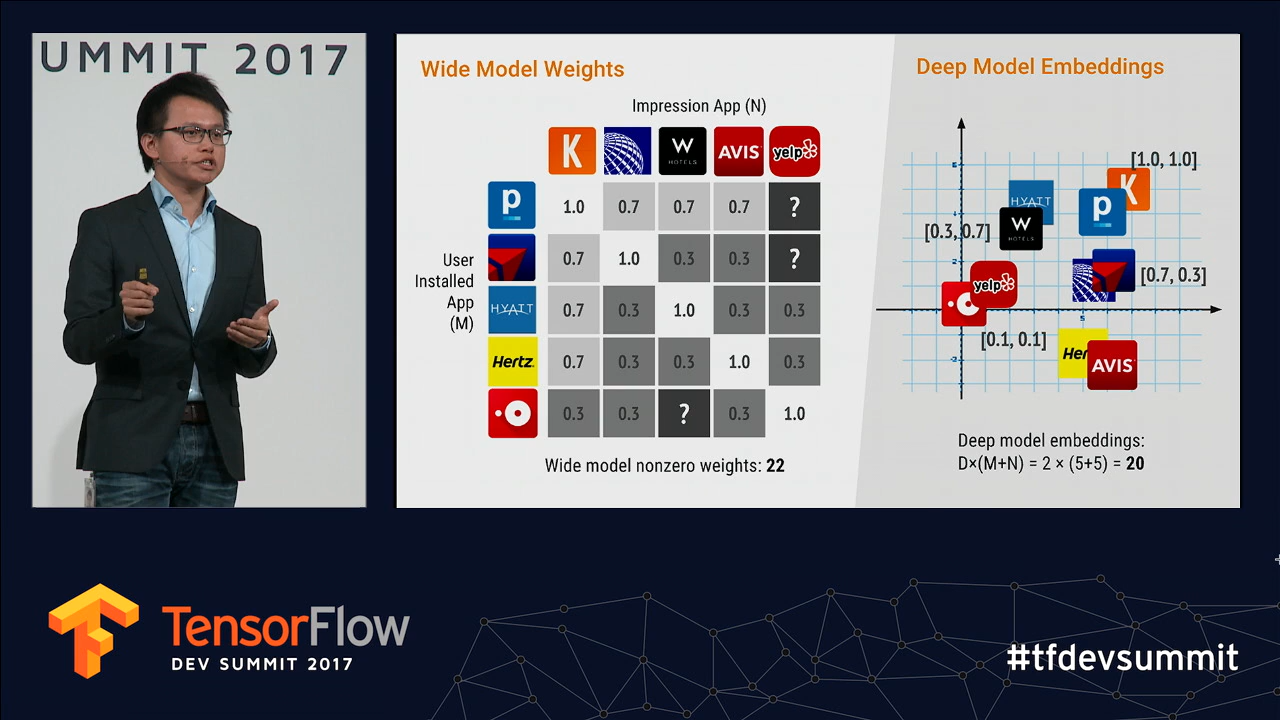 UMMIT 2017
Wide Model Weights
Impression App (N)
K
W
HOTELS
AVIS
yelp
User
Installed
App
(M)
p
1.0 0.7 0.7 0.7 ?
0.7 1.0 0.3 0.3 ?
HYATT
0.7 0.3 1.0 0.3 0.3
Hertz.
0.7 0.3 0.3 1.0 0.3
0.3 0.3 ? 0.3 1.0
Wide model nonzero weights: 22
Deep Model Embeddings
[1.0, 1.0]
K
HYATT
p
W
HOTELS
[0.3, 0.7]
yelp
[0.7, 0.3]
5
[0.1, 0.1]
Her
AVIS
Deep model embeddings:
D×(M+N) = 2 × (5+5) = 20
TensorFlow
DEV SUMMIT 2017
#tfdevsummit